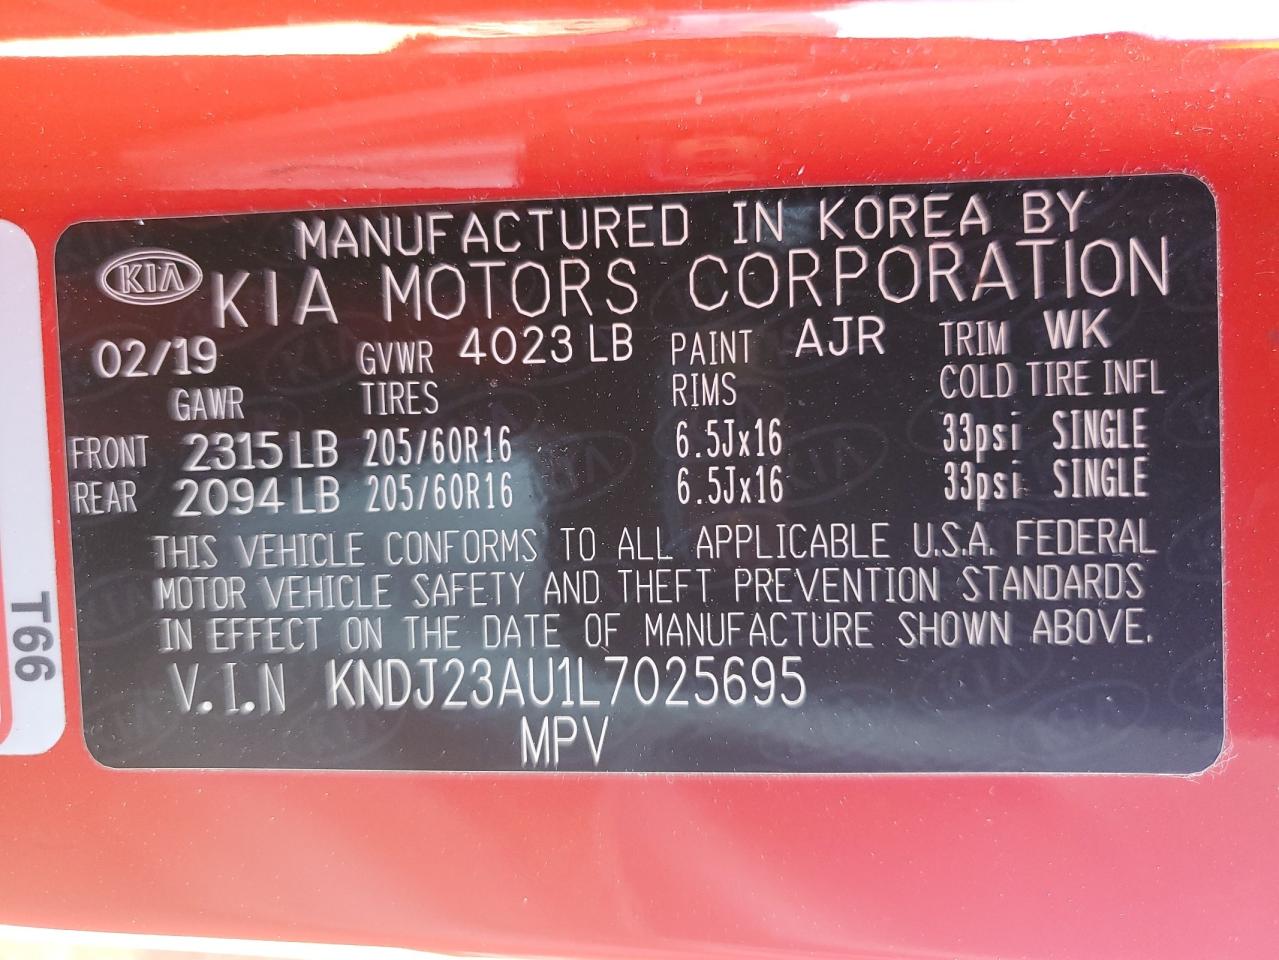 MANUFACTURED IN KOREA BY
KIA KIA MOTORS CORPORATION
02/19 GVWR 4023 LB PAINT AJR TRIM WK
GAWR TIRES RIMS COLD TIRE INFL
FRONT 2315 LB 205/60R16 6.5Jx16 33psi SINGLE
REAR 2094 LB 205/60R16 6.5Jx16 33psi SINGLE
THIS VEHICLE CONFORMS TO ALL APPLICABLE U.S.A. FEDERAL
MOTOR VEHICLE SAFETY AND THEFT PREVENTION STANDARDS
IN EFFECT ON THE DATE OF MANUFACTURE SHOWN ABOVE.
V.I.N KNDJ23AU1L7025695
MPV
T66